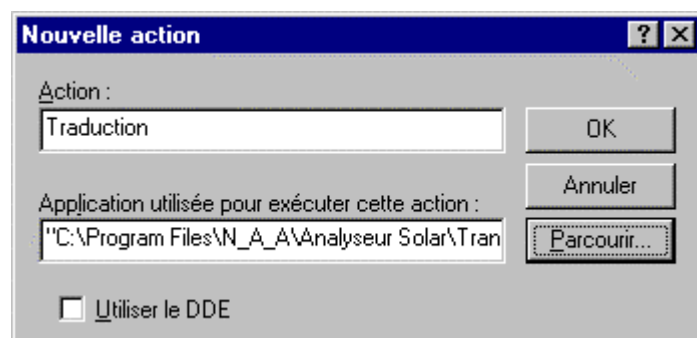 Nouvelle action
Action :
Traduction
OK
Annuler
Application utilisée pour exécuter cette action :
"C:\Program Files\N_A_A\Analyseur Solar\Tran
Parcourir...
Utiliser le DDE